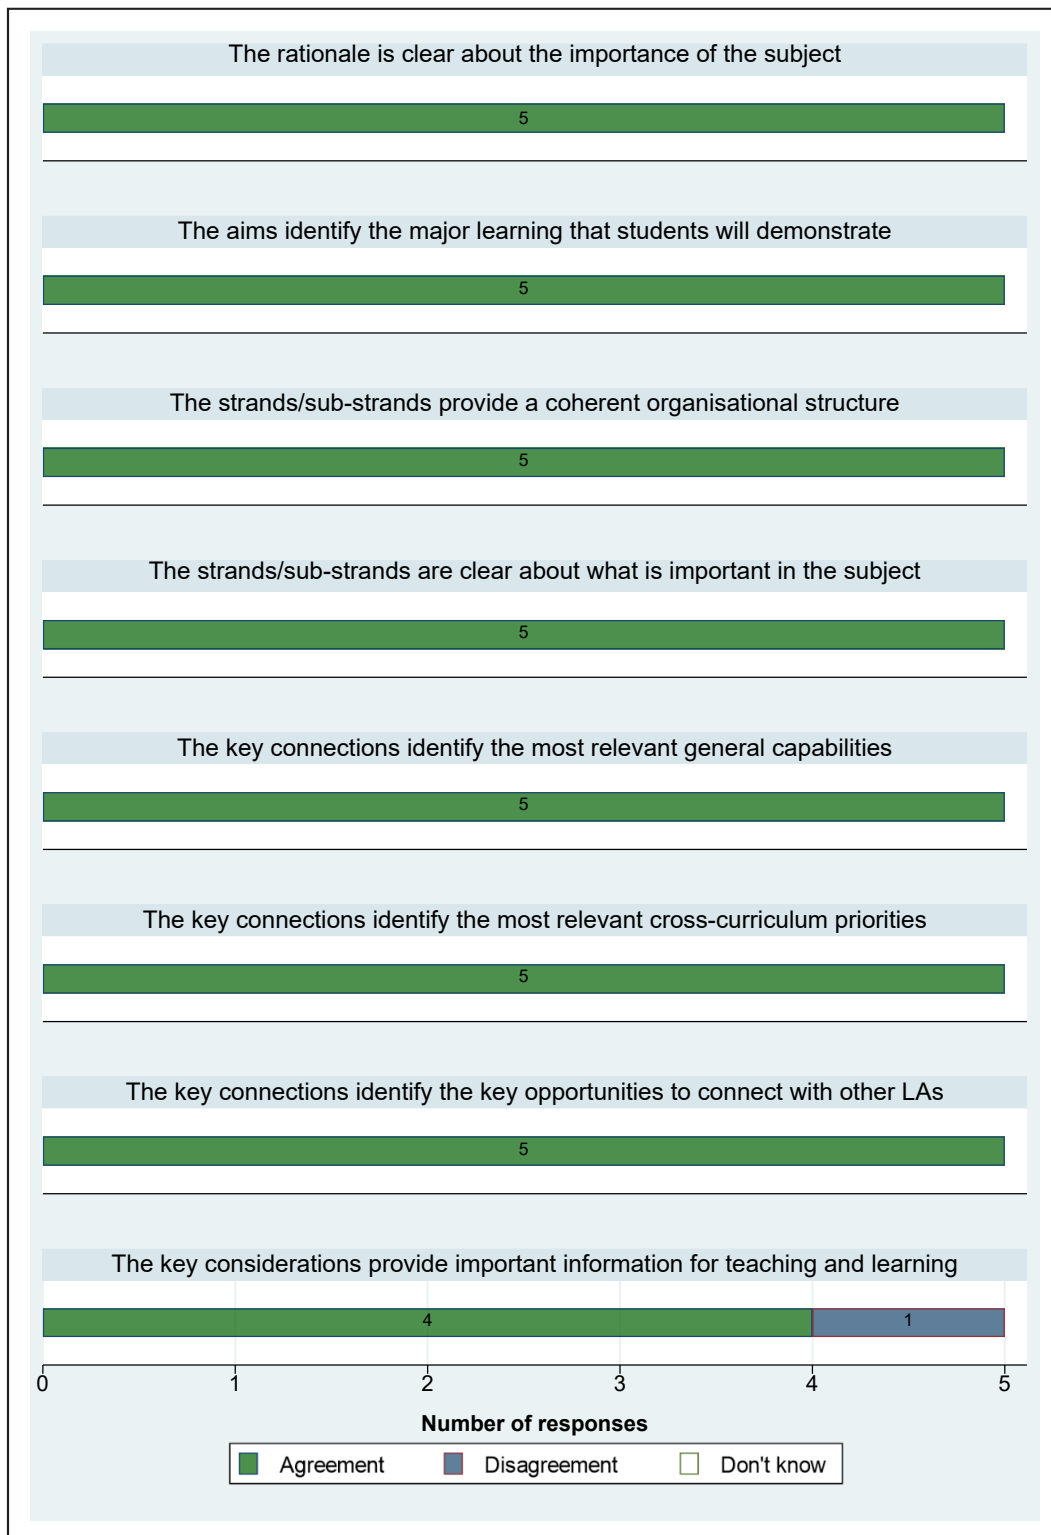 The rationale is clear about the importance of the subject
5
The aims identify the major learning that students will demonstrate
5
The strands/sub-strands provide a coherent organisational structure
5
The strands/sub-strands are clear about what is important in the subject
5
The key connections identify the most relevant general capabilities
5
The key connections identify the most relevant cross-curriculum priorities
5
The key connections identify the key opportunities to connect with other LAs
5
The key considerations provide important information for teaching and learning
4 1
0 1 2 3 4 5
Number of responses
Agreement Disagreement Don't know